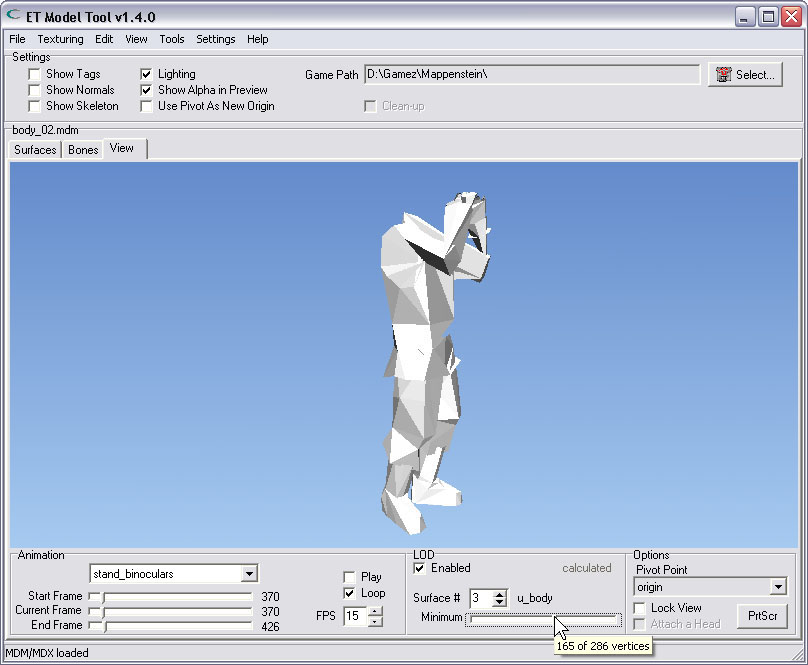 ET Model Tool v1.4.0
File Texturing Edit View Tools Settings Help
Settings
Show Tags Lighting Game Path D:\Gamez\Mappenstein\ Select...
Show Normals Show Alpha in Preview
Show Skeleton Use Pivot As New Origin Clean-up
body_02.mdm
Surfaces Bones View
Animation LOD Options
stand_binoculars Enabled calculated Pivot Point
Play origin
Start Frame 370 Loop Surface # 3 u_body Lock View
Current Frame 370 FPS 15 Minimum Attach a Head PrtScr
End Frame 426
165 of 286 vertices
MDM/MDX loaded